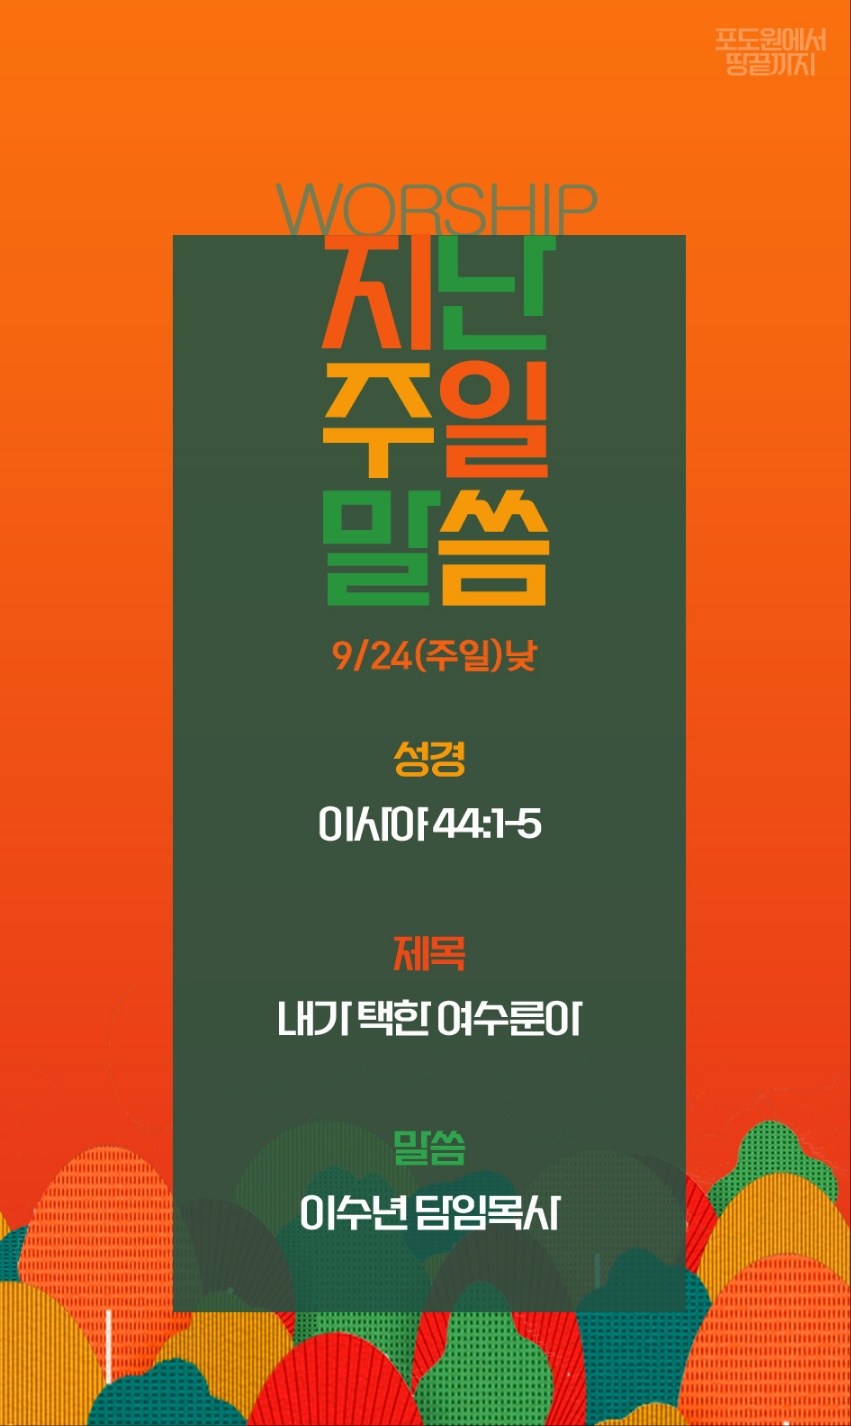 포도원에서
땅끝까지
WORSHIP
지난
주일
말씀
9/24(주일)낮
성경
이사야 44:1-5
제목
내가 택한 여수룬아
말씀
이수년 담임목사